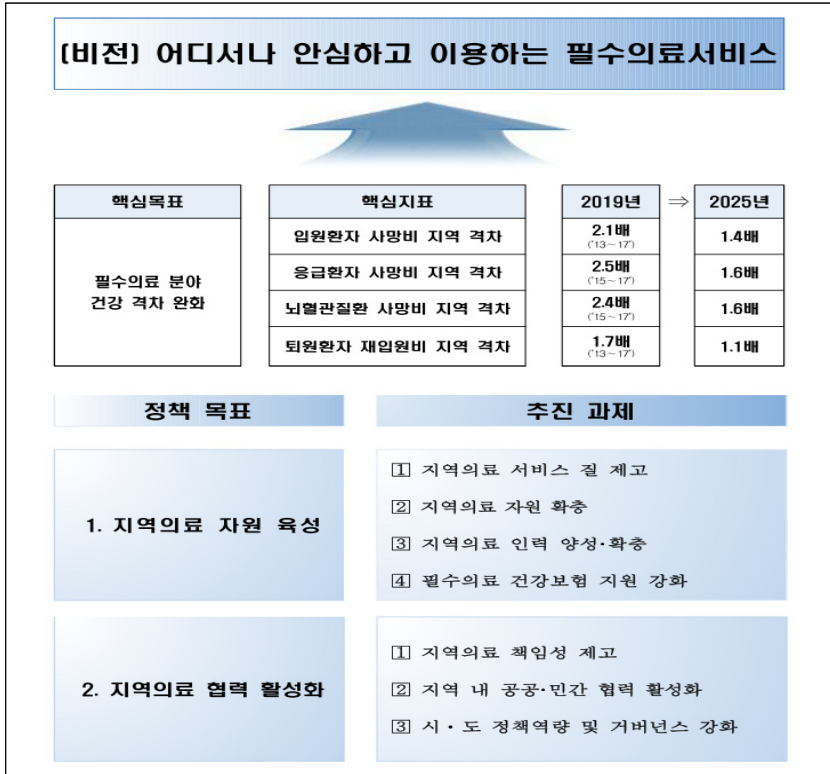 (비전) 어디서나 안심하고 이용하는 필수의료서비스
핵심목표
핵심지표
2019년 ⇒ 2025년
필수의료 분야
건강 격차 완화
입원환자 사망비 지역 격차
2.1배
('13~17')
1.4배
응급환자 사망비 지역 격차
2.5배
('15~17')
1.6배
뇌혈관질환 사망비 지역 격차
2.4배
('15~17')
1.6배
퇴원환자 재입원비 지역 격차
1.7배
('13~17')
1.1배
정책 목표
추진 과제
1. 지역의료 자원 육성
1 지역의료 서비스 질 제고
2 지역의료 자원 확충
3 지역의료 인력 양성·확충
4 필수의료 건강보험 지원 강화
2. 지역의료 협력 활성화
1 지역의료 책임성 제고
2 지역 내 공공·민간 협력 활성화
3 시·도 정책역량 및 거버넌스 강화